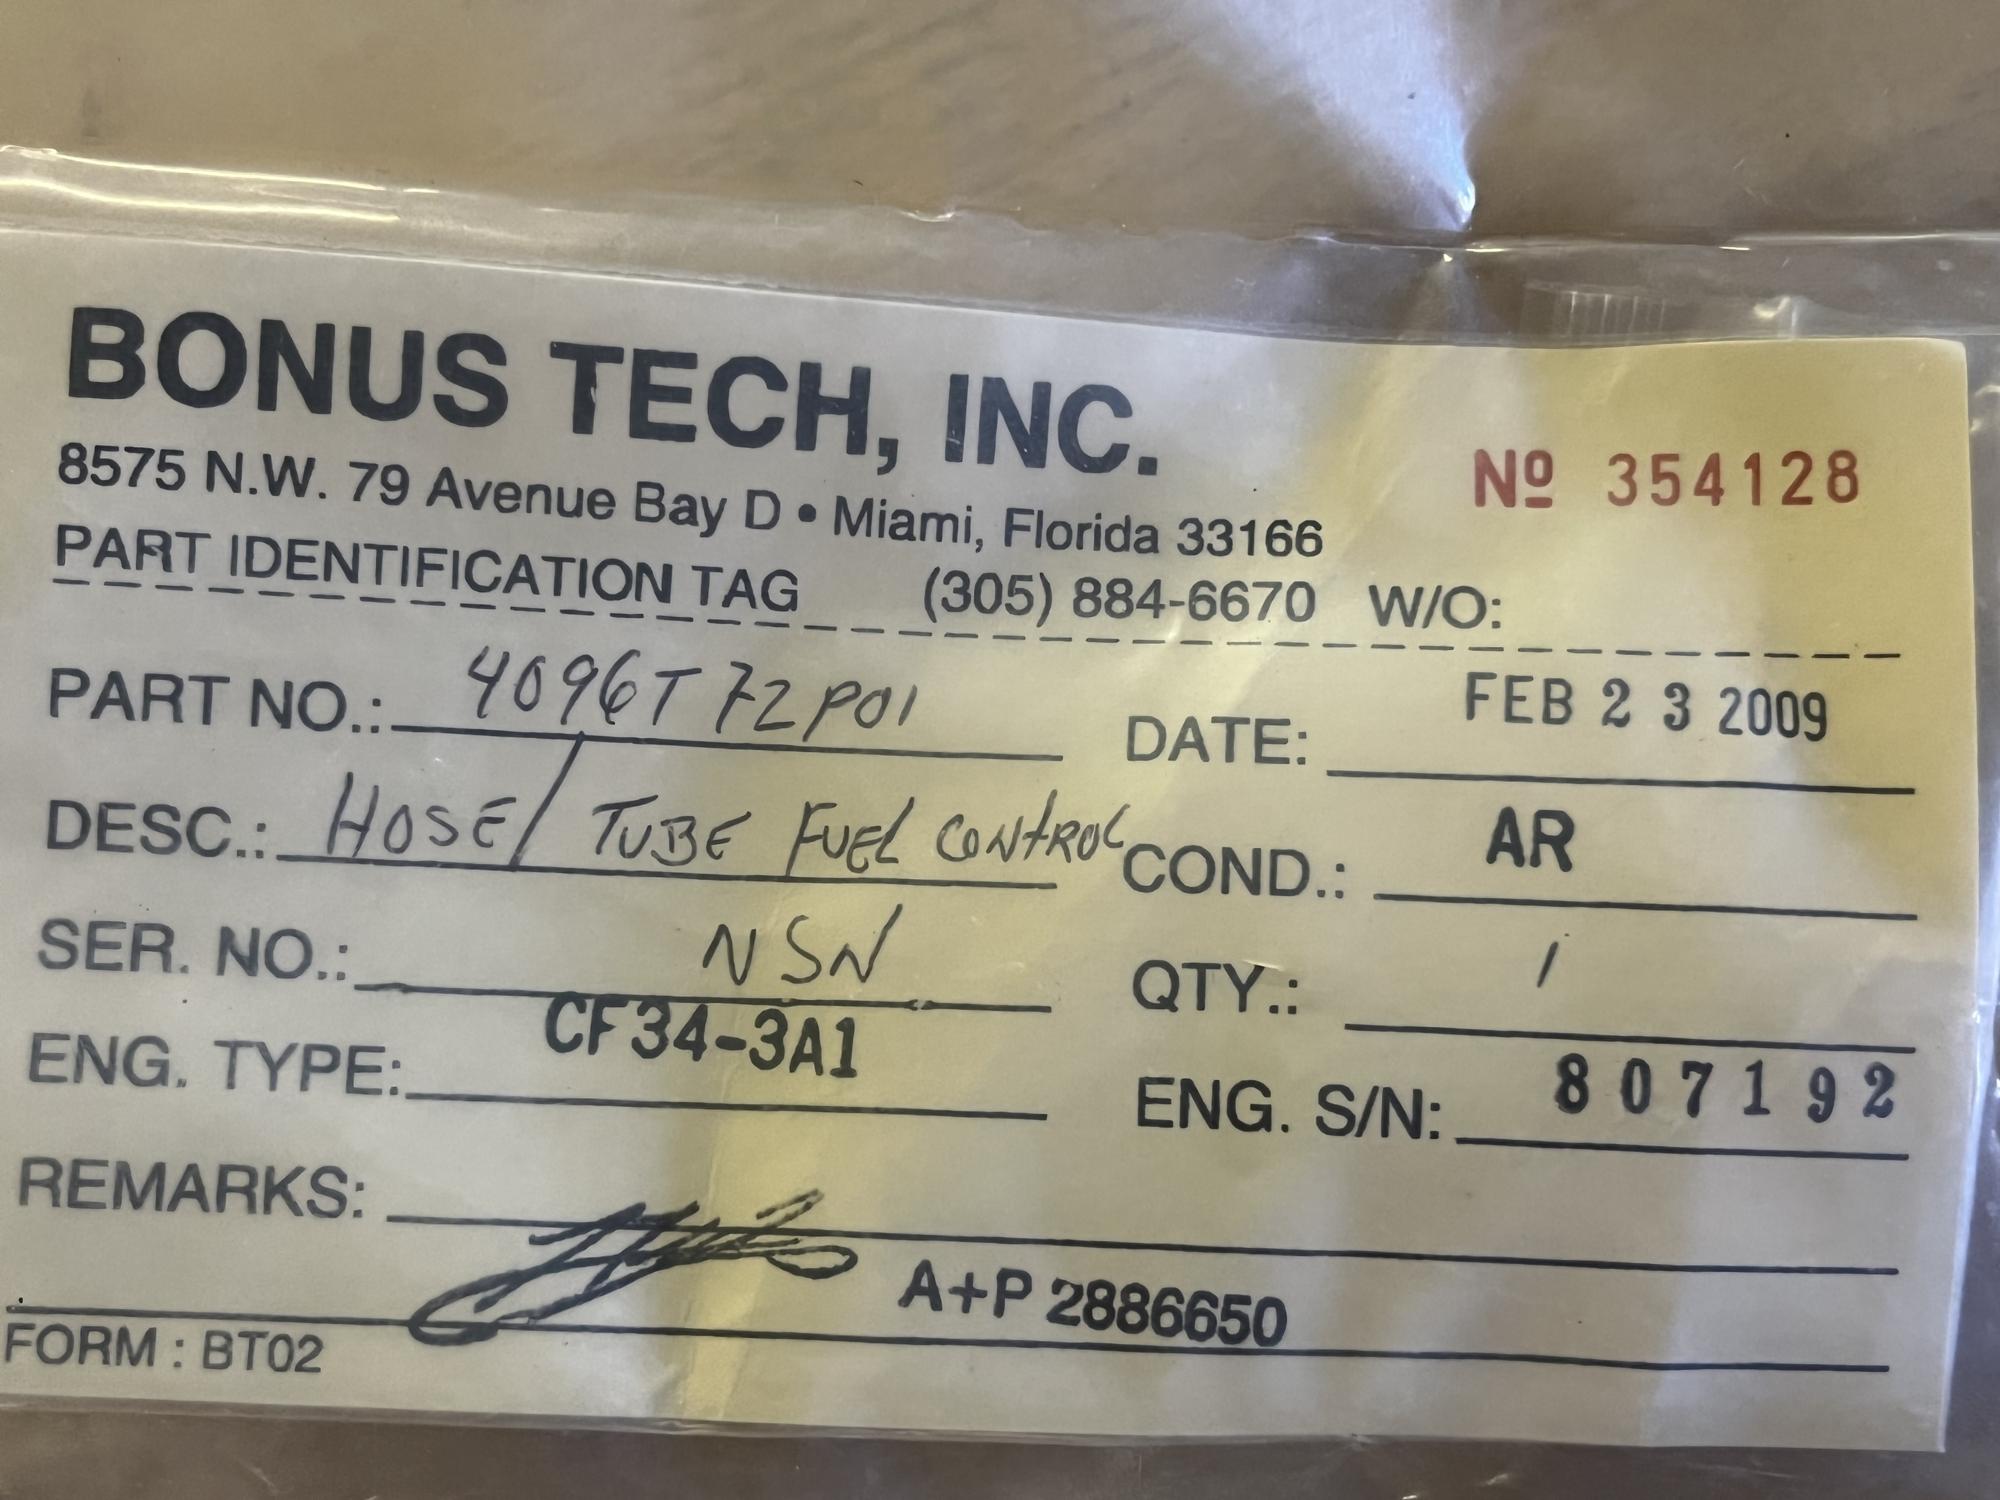 BONUS TECH, INC.
8575 N.W. 79 Avenue Bay D • Miami, Florida 33166
Nº 354128
PART IDENTIFICATION TAG (305) 884-6670 W/O:
PART NO.: 4096T72P01 DATE: FEB 23 2009
DESC.: HOSE/ TUBE FUEL CONTROL COND.: AR
SER. NO.: NSN QTY.: 1
ENG. TYPE: CF34-3A1 ENG. S/N: 807192
REMARKS:
A+P 2886650
FORM : BT02